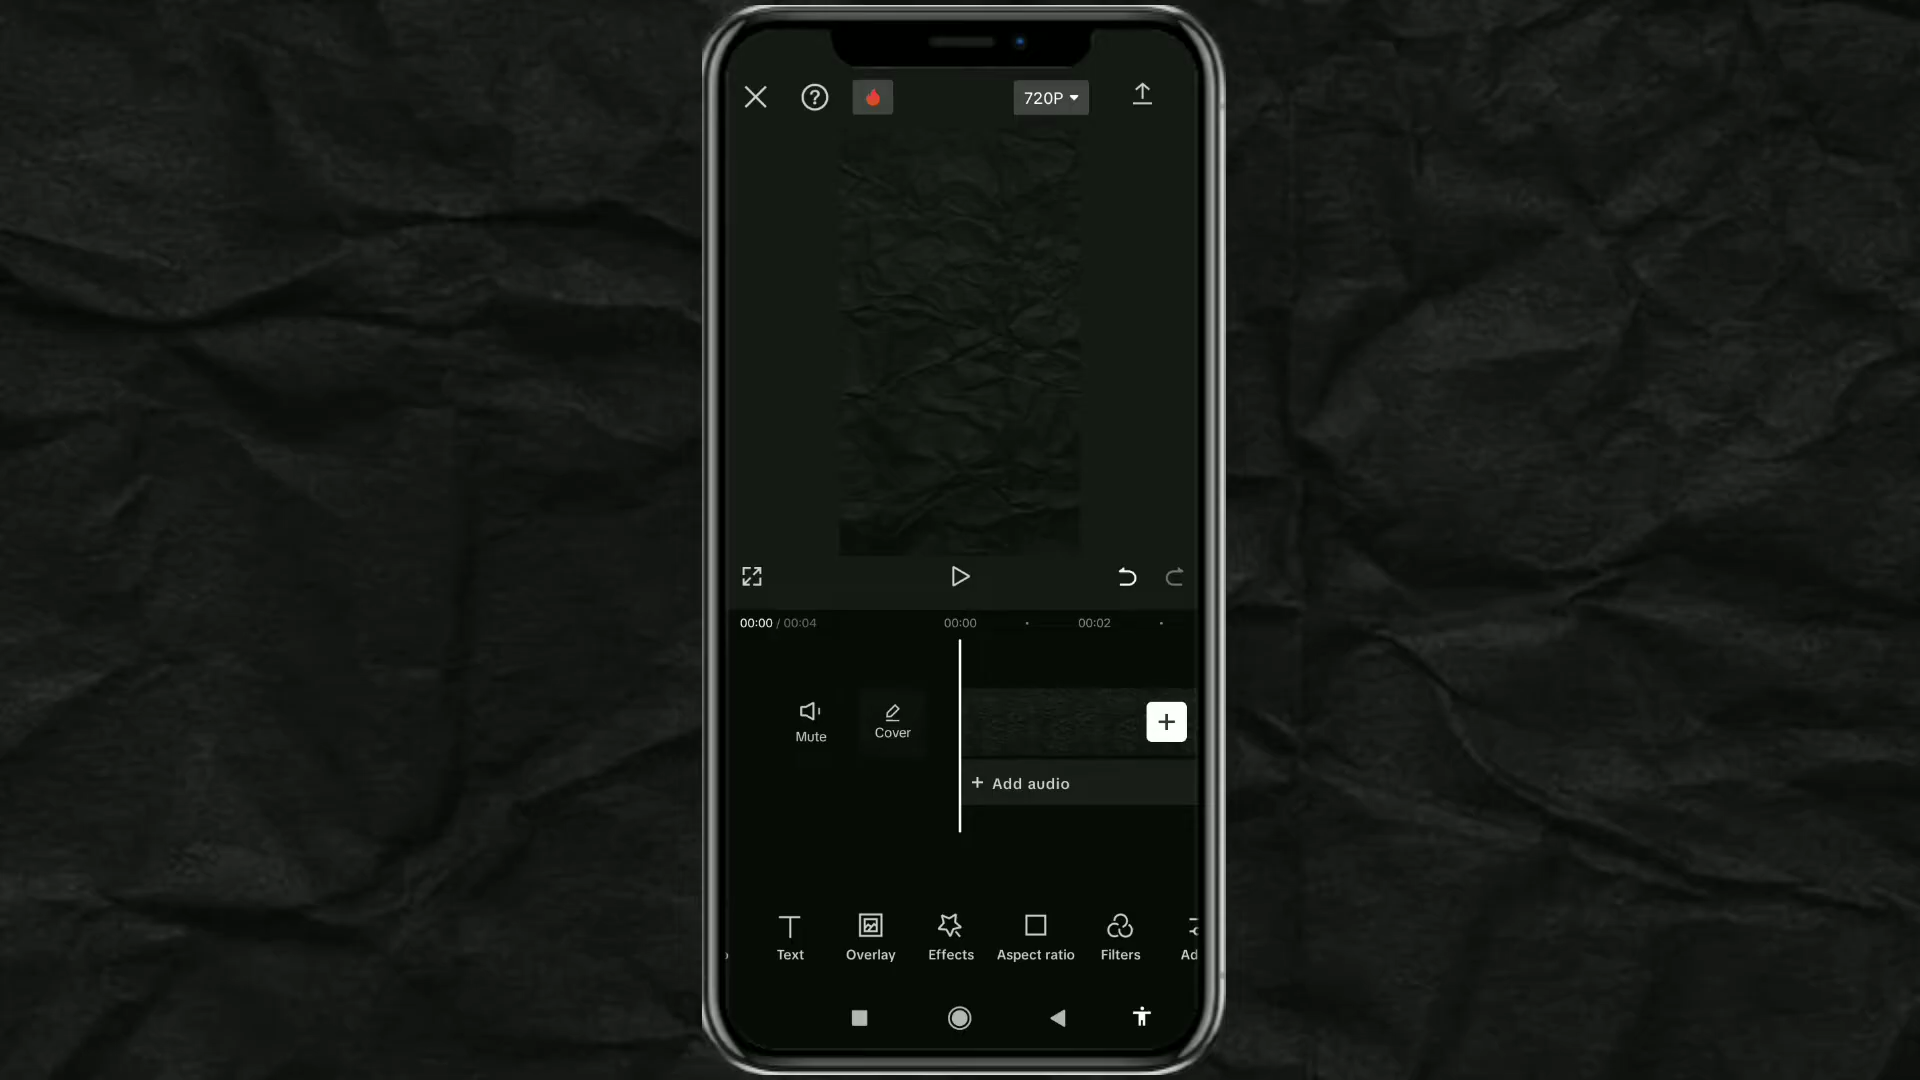 720P
00:00 / 00:04
00:00
00:02
Mute
Cover
+ Add audio
Text
Overlay
Effects
Aspect ratio
Filters
Ad